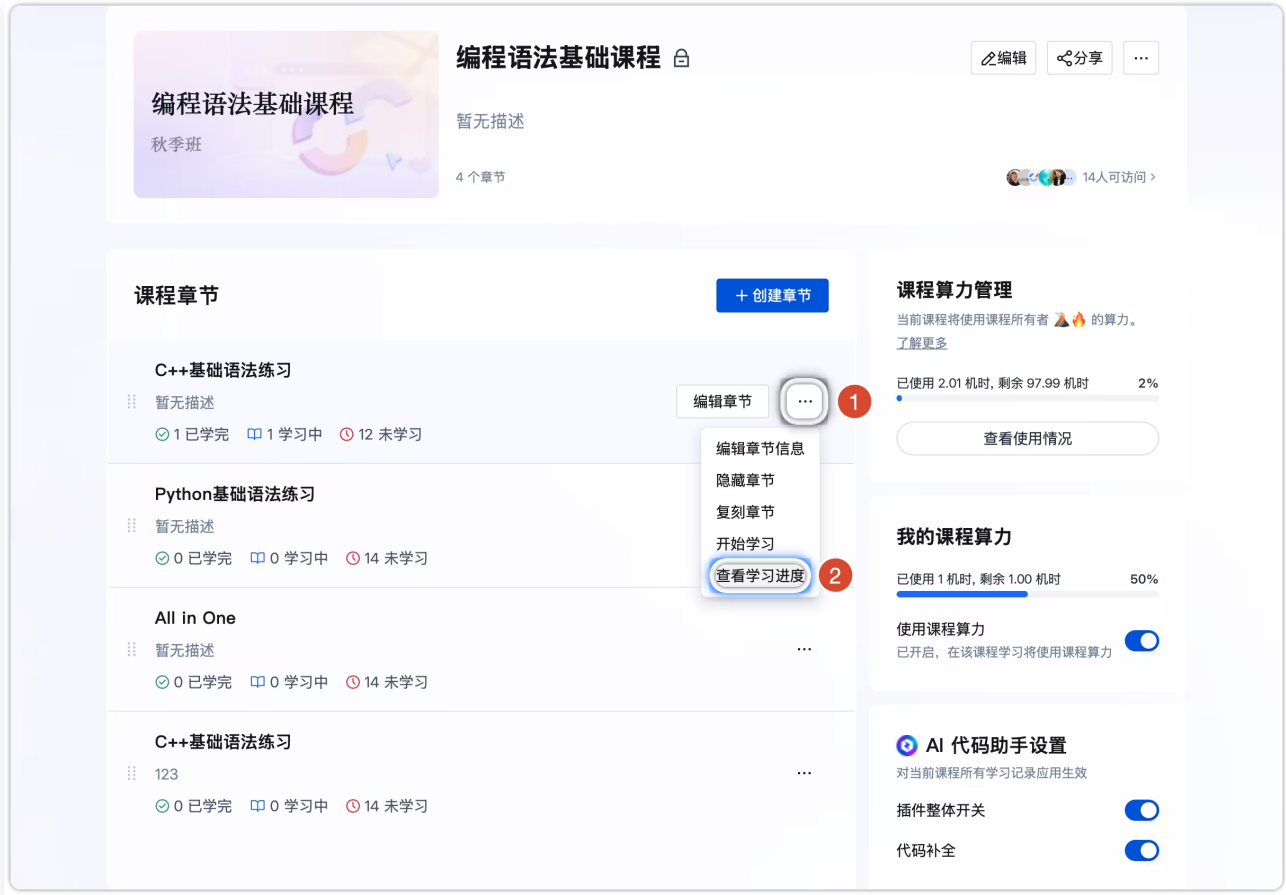 编程语法基础课程
秋季班
编程语法基础课程
编辑
分享
...
暂无描述
4 个章节
14人可访问 >
课程章节
+ 创建章节
C++基础语法练习
暂无描述
1 已学完 1 学习中 12 未学习
编辑章节 ... 1
编辑章节信息
隐藏章节
复刻章节
开始学习
查看学习进度 2
Python基础语法练习
暂无描述
0 已学完 0 学习中 14 未学习
All in One
暂无描述
...
0 已学完 0 学习中 14 未学习
C++基础语法练习
123
...
0 已学完 0 学习中 14 未学习
课程算力管理
当前课程将使用课程所有者 🌋🔥 的算力。
了解更多
已使用 2.01 机时, 剩余 97.99 机时 2%
查看使用情况
我的课程算力
已使用 1 机时, 剩余 1.00 机时 50%
使用课程算力
已开启，在该课程学习将使用课程算力
AI 代码助手设置
对当前课程所有学习记录应用生效
插件整体开关
代码补全